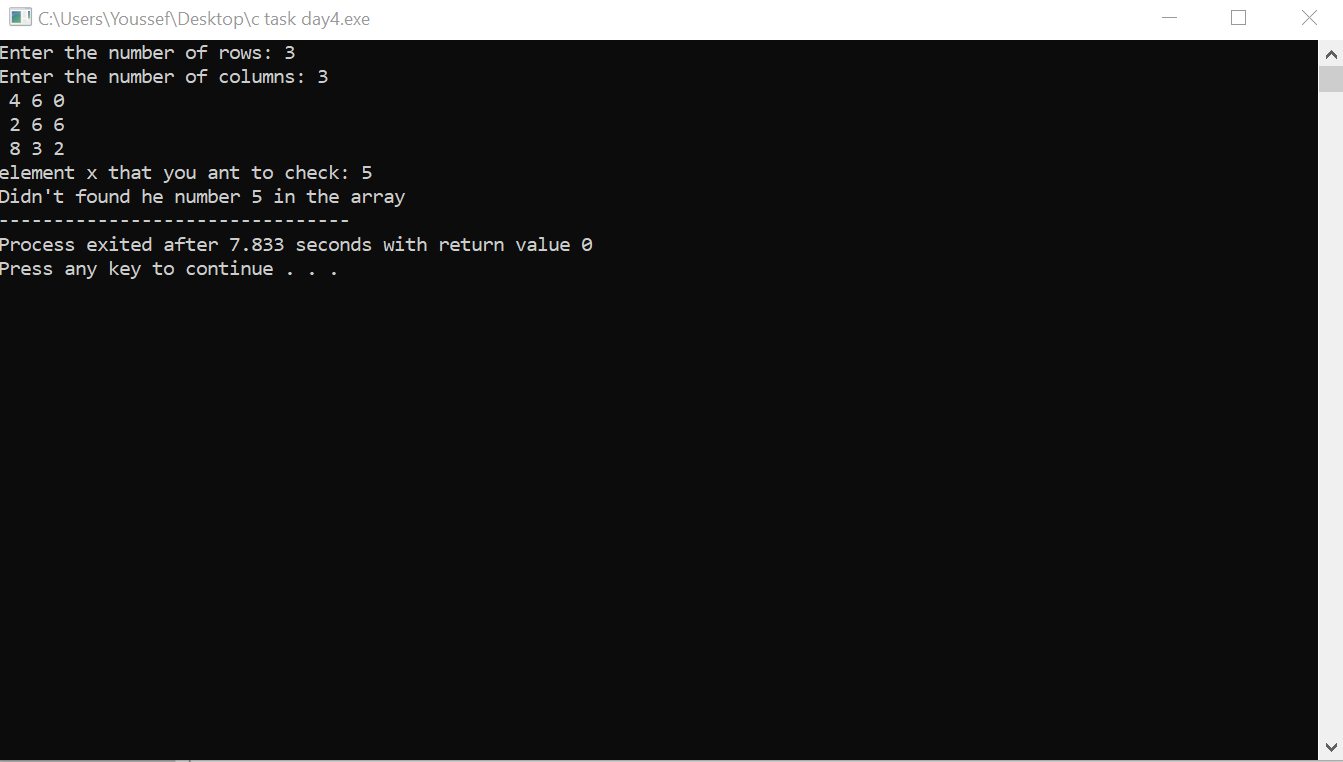 C:\Users\Youssef\Desktop\c task day4.exe
Enter the number of rows: 3
Enter the number of columns: 3
 4 6 0
 2 6 6
 8 3 2
element x that you ant to check: 5
Didn't found he number 5 in the array
--------------------------------
Process exited after 7.833 seconds with return value 0
Press any key to continue . . .